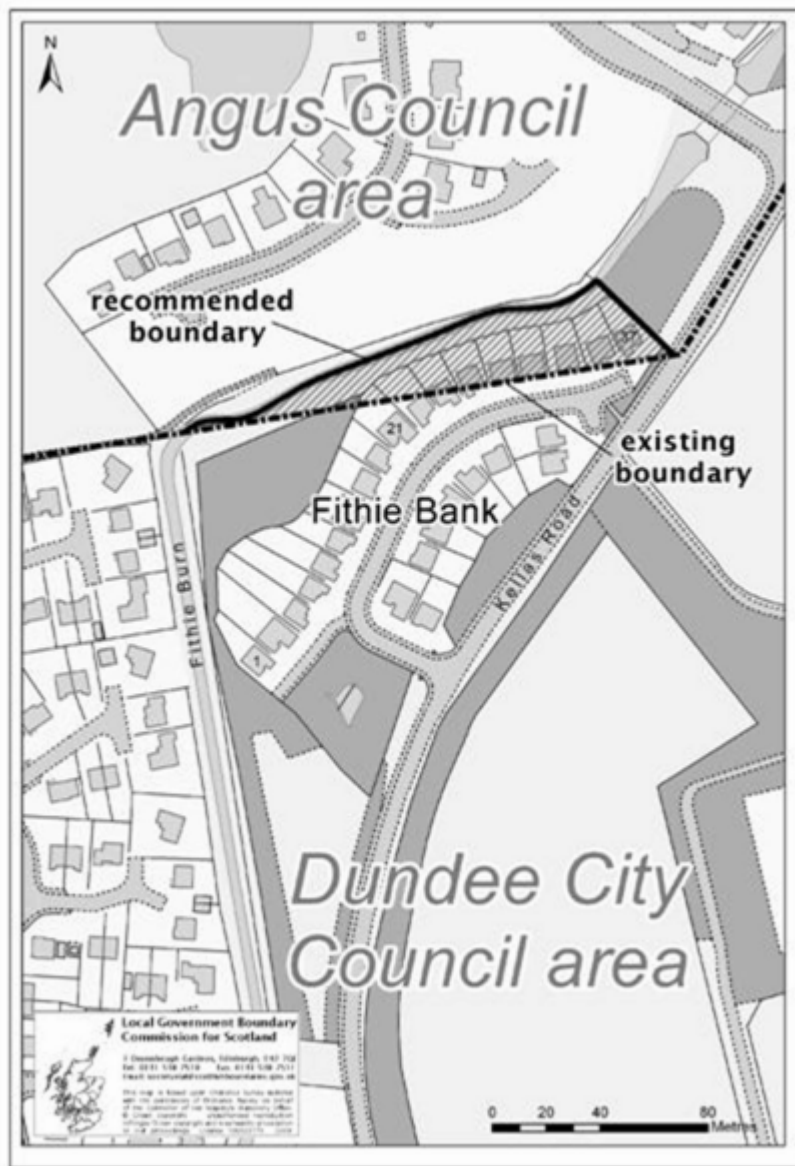 N
Angus Council
area
recommended
boundary
37
21
existing
boundary
Fithie Bank
Kellas Road
Fithie Burn
1
Dundee City
Council area
Local Government Boundary
Commission for Scotland
0 20 40 80
Metres